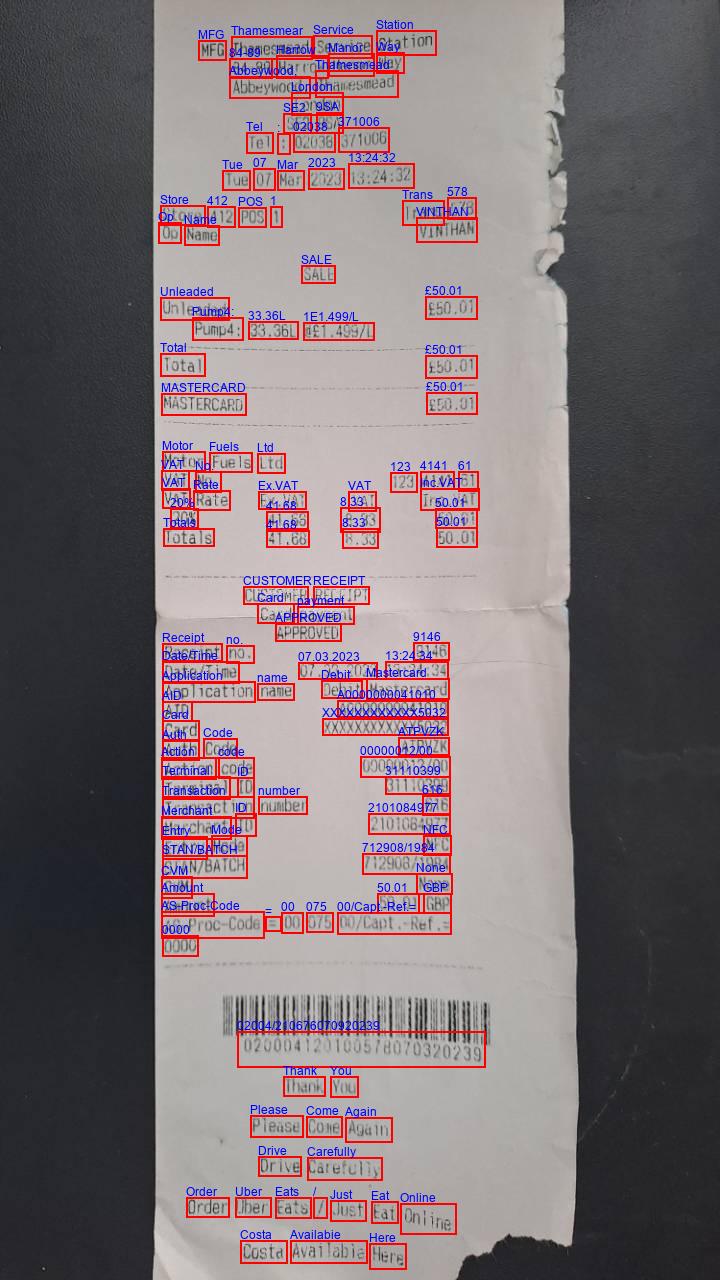 MFG Thamesmead Service Station
84-89 Harrow Manor Way
Abbeywood, Thamesmead
London
SE2 9SA
Tel : 02038 371006
Tue 07 Mar 2023 13:24:32
Store 412 POS 1 Trans 578
Op Name VINTHAN
SALE
Unleaded £50.01
Pump4: 33.36L @£1.499/L
Total £50.01
MASTERCARD £50.01
Motor Fuels Ltd
VAT No. 123 4141 61
VAT Rate Ex.VAT VAT Inc.VAT
20% 41.68 8.33 50.01
Totals 41.68 8.33 50.01
CUSTOMER RECEIPT
Card payment
APPROVED
Receipt no. 9146
Date/Time 07.03.2023 13:24:34
Application name Debit Mastercard
AID A0000000041010
Card XXXXXXXXXXXX5032
Auth Code ATPVZK
Action code 00000012/00
Terminal ID 31110399
Transaction number 616
Merchant ID 2101084977
Entry Mode NFC
STAN/BATCH 712908/1984
CVM None
Amount 50.01 GBP
AS-Proc-Code = 00 075 00/Capt.-Ref.=
0000
Thank You
Please Come Again
Drive Carefully
Order Uber Eats / Just Eat Online
Costa Available Here